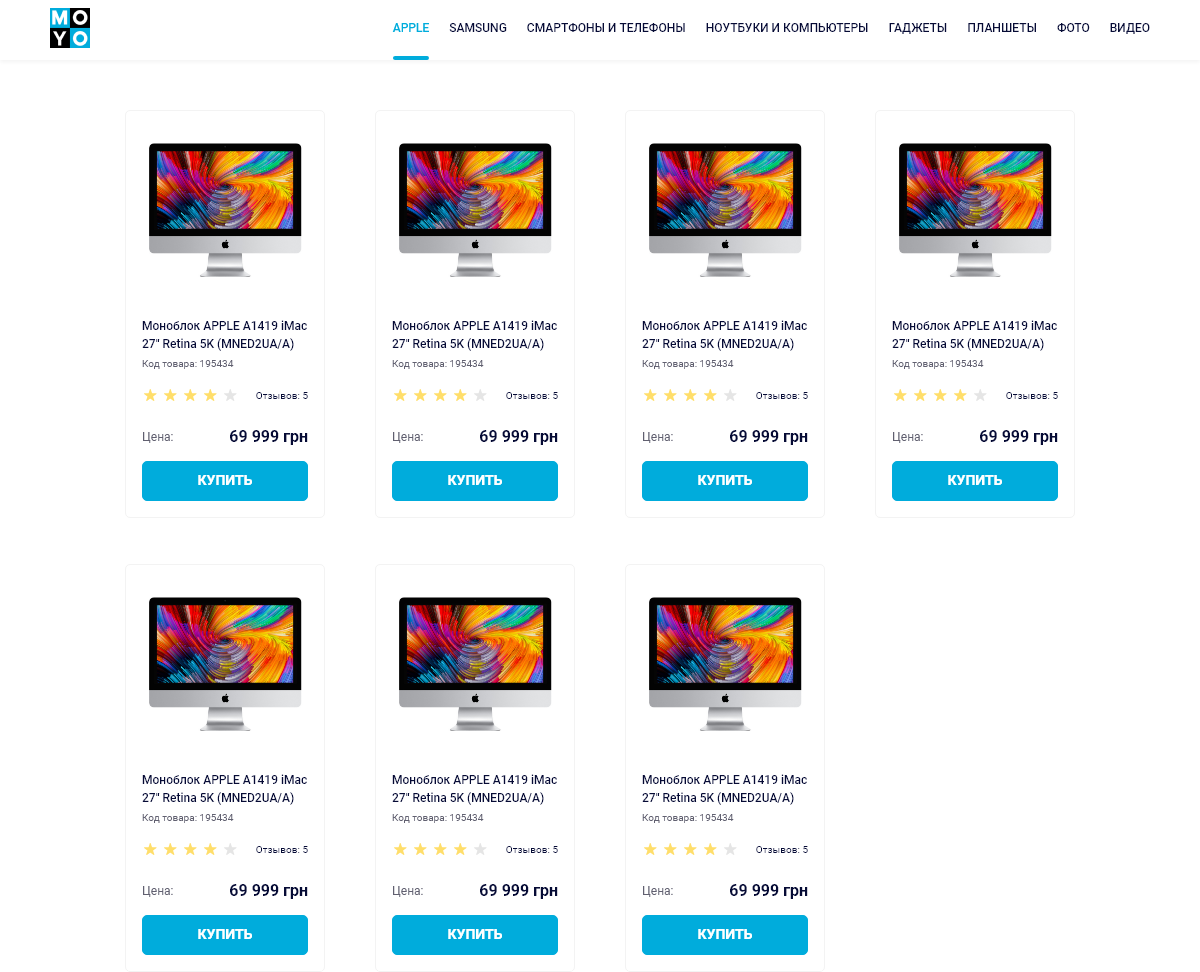 MO
YO
APPLE SAMSUNG СМАРТФОНЫ И ТЕЛЕФОНЫ НОУТБУКИ И КОМПЬЮТЕРЫ ГАДЖЕТЫ ПЛАНШЕТЫ ФОТО ВИДЕО
Моноблок APPLE A1419 iMac
27" Retina 5K (MNED2UA/A)
Код товара: 195434
Отзывов: 5
Цена: 69 999 грн
КУПИТЬ
Моноблок APPLE A1419 iMac
27" Retina 5K (MNED2UA/A)
Код товара: 195434
Отзывов: 5
Цена: 69 999 грн
КУПИТЬ
Моноблок APPLE A1419 iMac
27" Retina 5K (MNED2UA/A)
Код товара: 195434
Отзывов: 5
Цена: 69 999 грн
КУПИТЬ
Моноблок APPLE A1419 iMac
27" Retina 5K (MNED2UA/A)
Код товара: 195434
Отзывов: 5
Цена: 69 999 грн
КУПИТЬ
Моноблок APPLE A1419 iMac
27" Retina 5K (MNED2UA/A)
Код товара: 195434
Отзывов: 5
Цена: 69 999 грн
КУПИТЬ
Моноблок APPLE A1419 iMac
27" Retina 5K (MNED2UA/A)
Код товара: 195434
Отзывов: 5
Цена: 69 999 грн
КУПИТЬ
Моноблок APPLE A1419 iMac
27" Retina 5K (MNED2UA/A)
Код товара: 195434
Отзывов: 5
Цена: 69 999 грн
КУПИТЬ